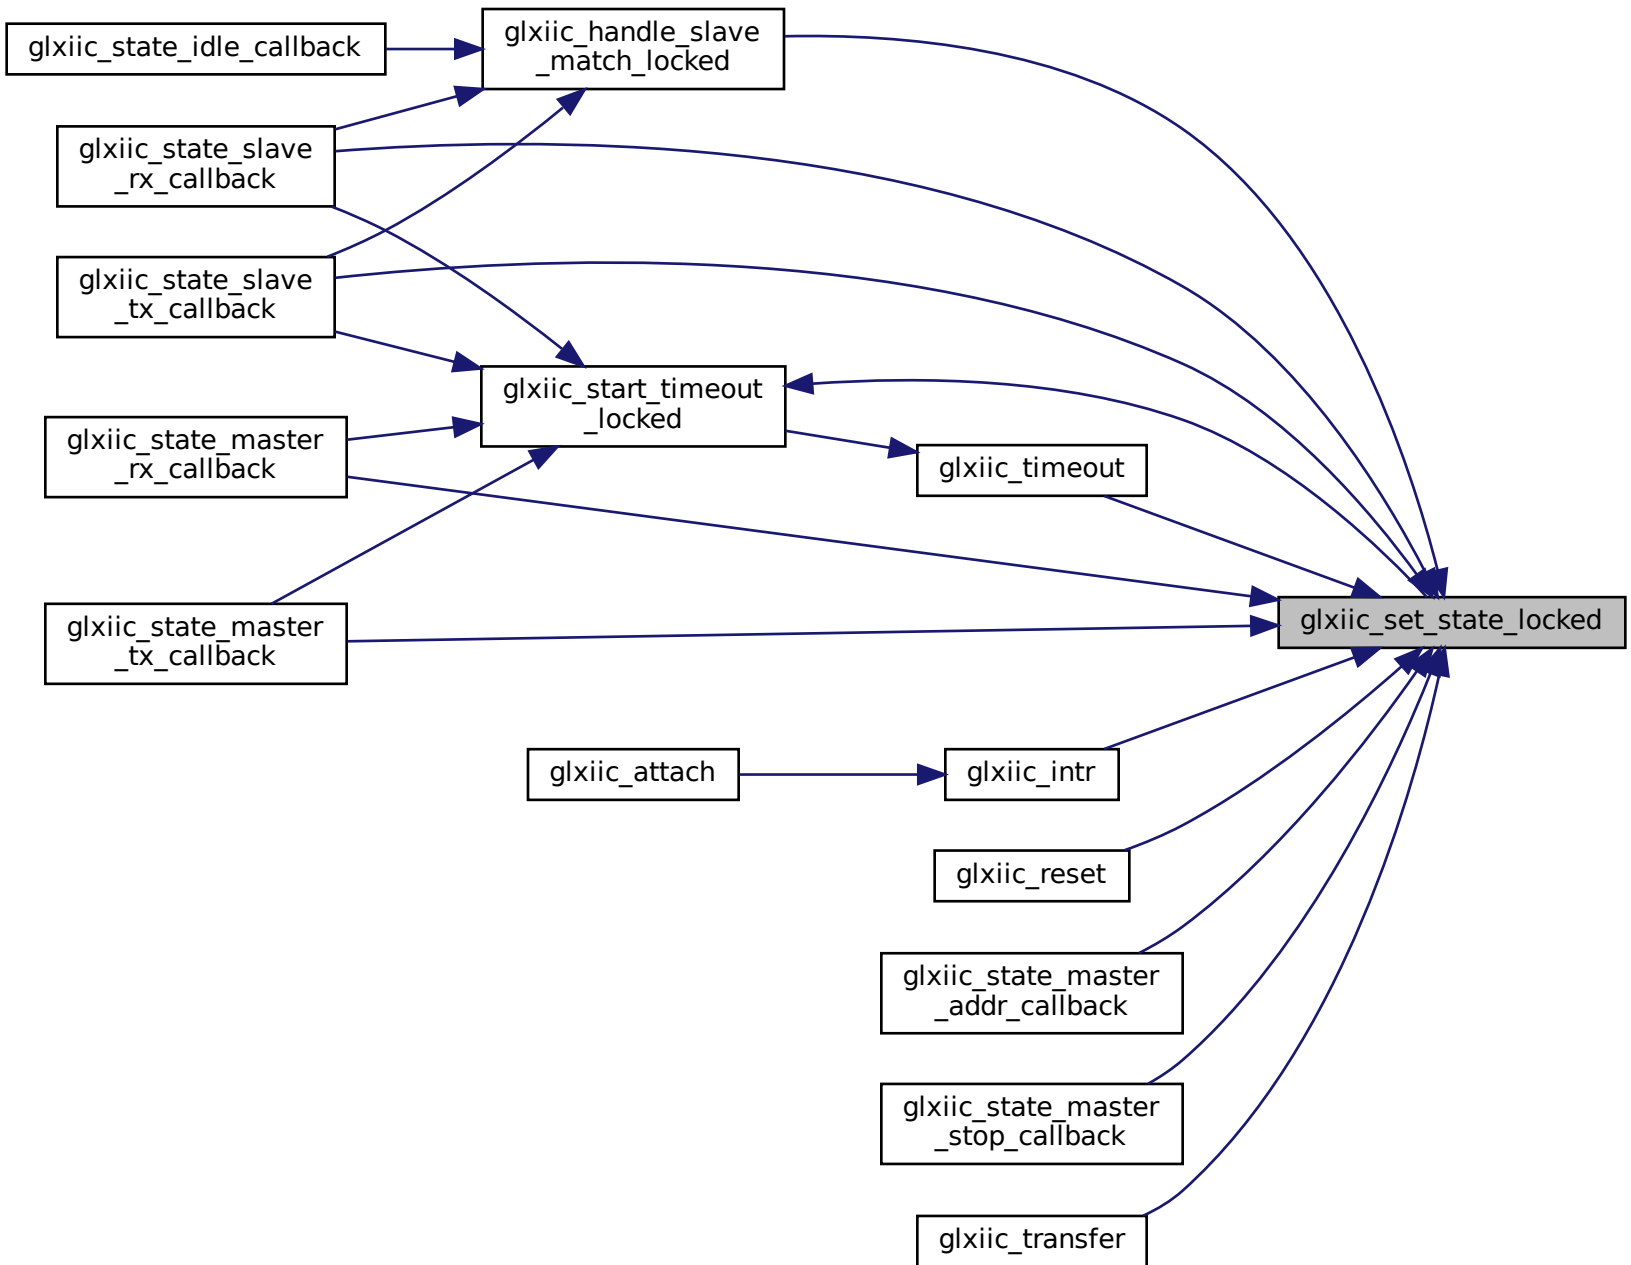 glxiic_state_idle_callback
glxiic_handle_slave
_match_locked
glxiic_state_slave
_rx_callback
glxiic_state_slave
_tx_callback
glxiic_start_timeout
_locked
glxiic_state_master
_rx_callback
glxiic_timeout
glxiic_set_state_locked
glxiic_state_master
_tx_callback
glxiic_attach
glxiic_intr
glxiic_reset
glxiic_state_master
_addr_callback
glxiic_state_master
_stop_callback
glxiic_transfer